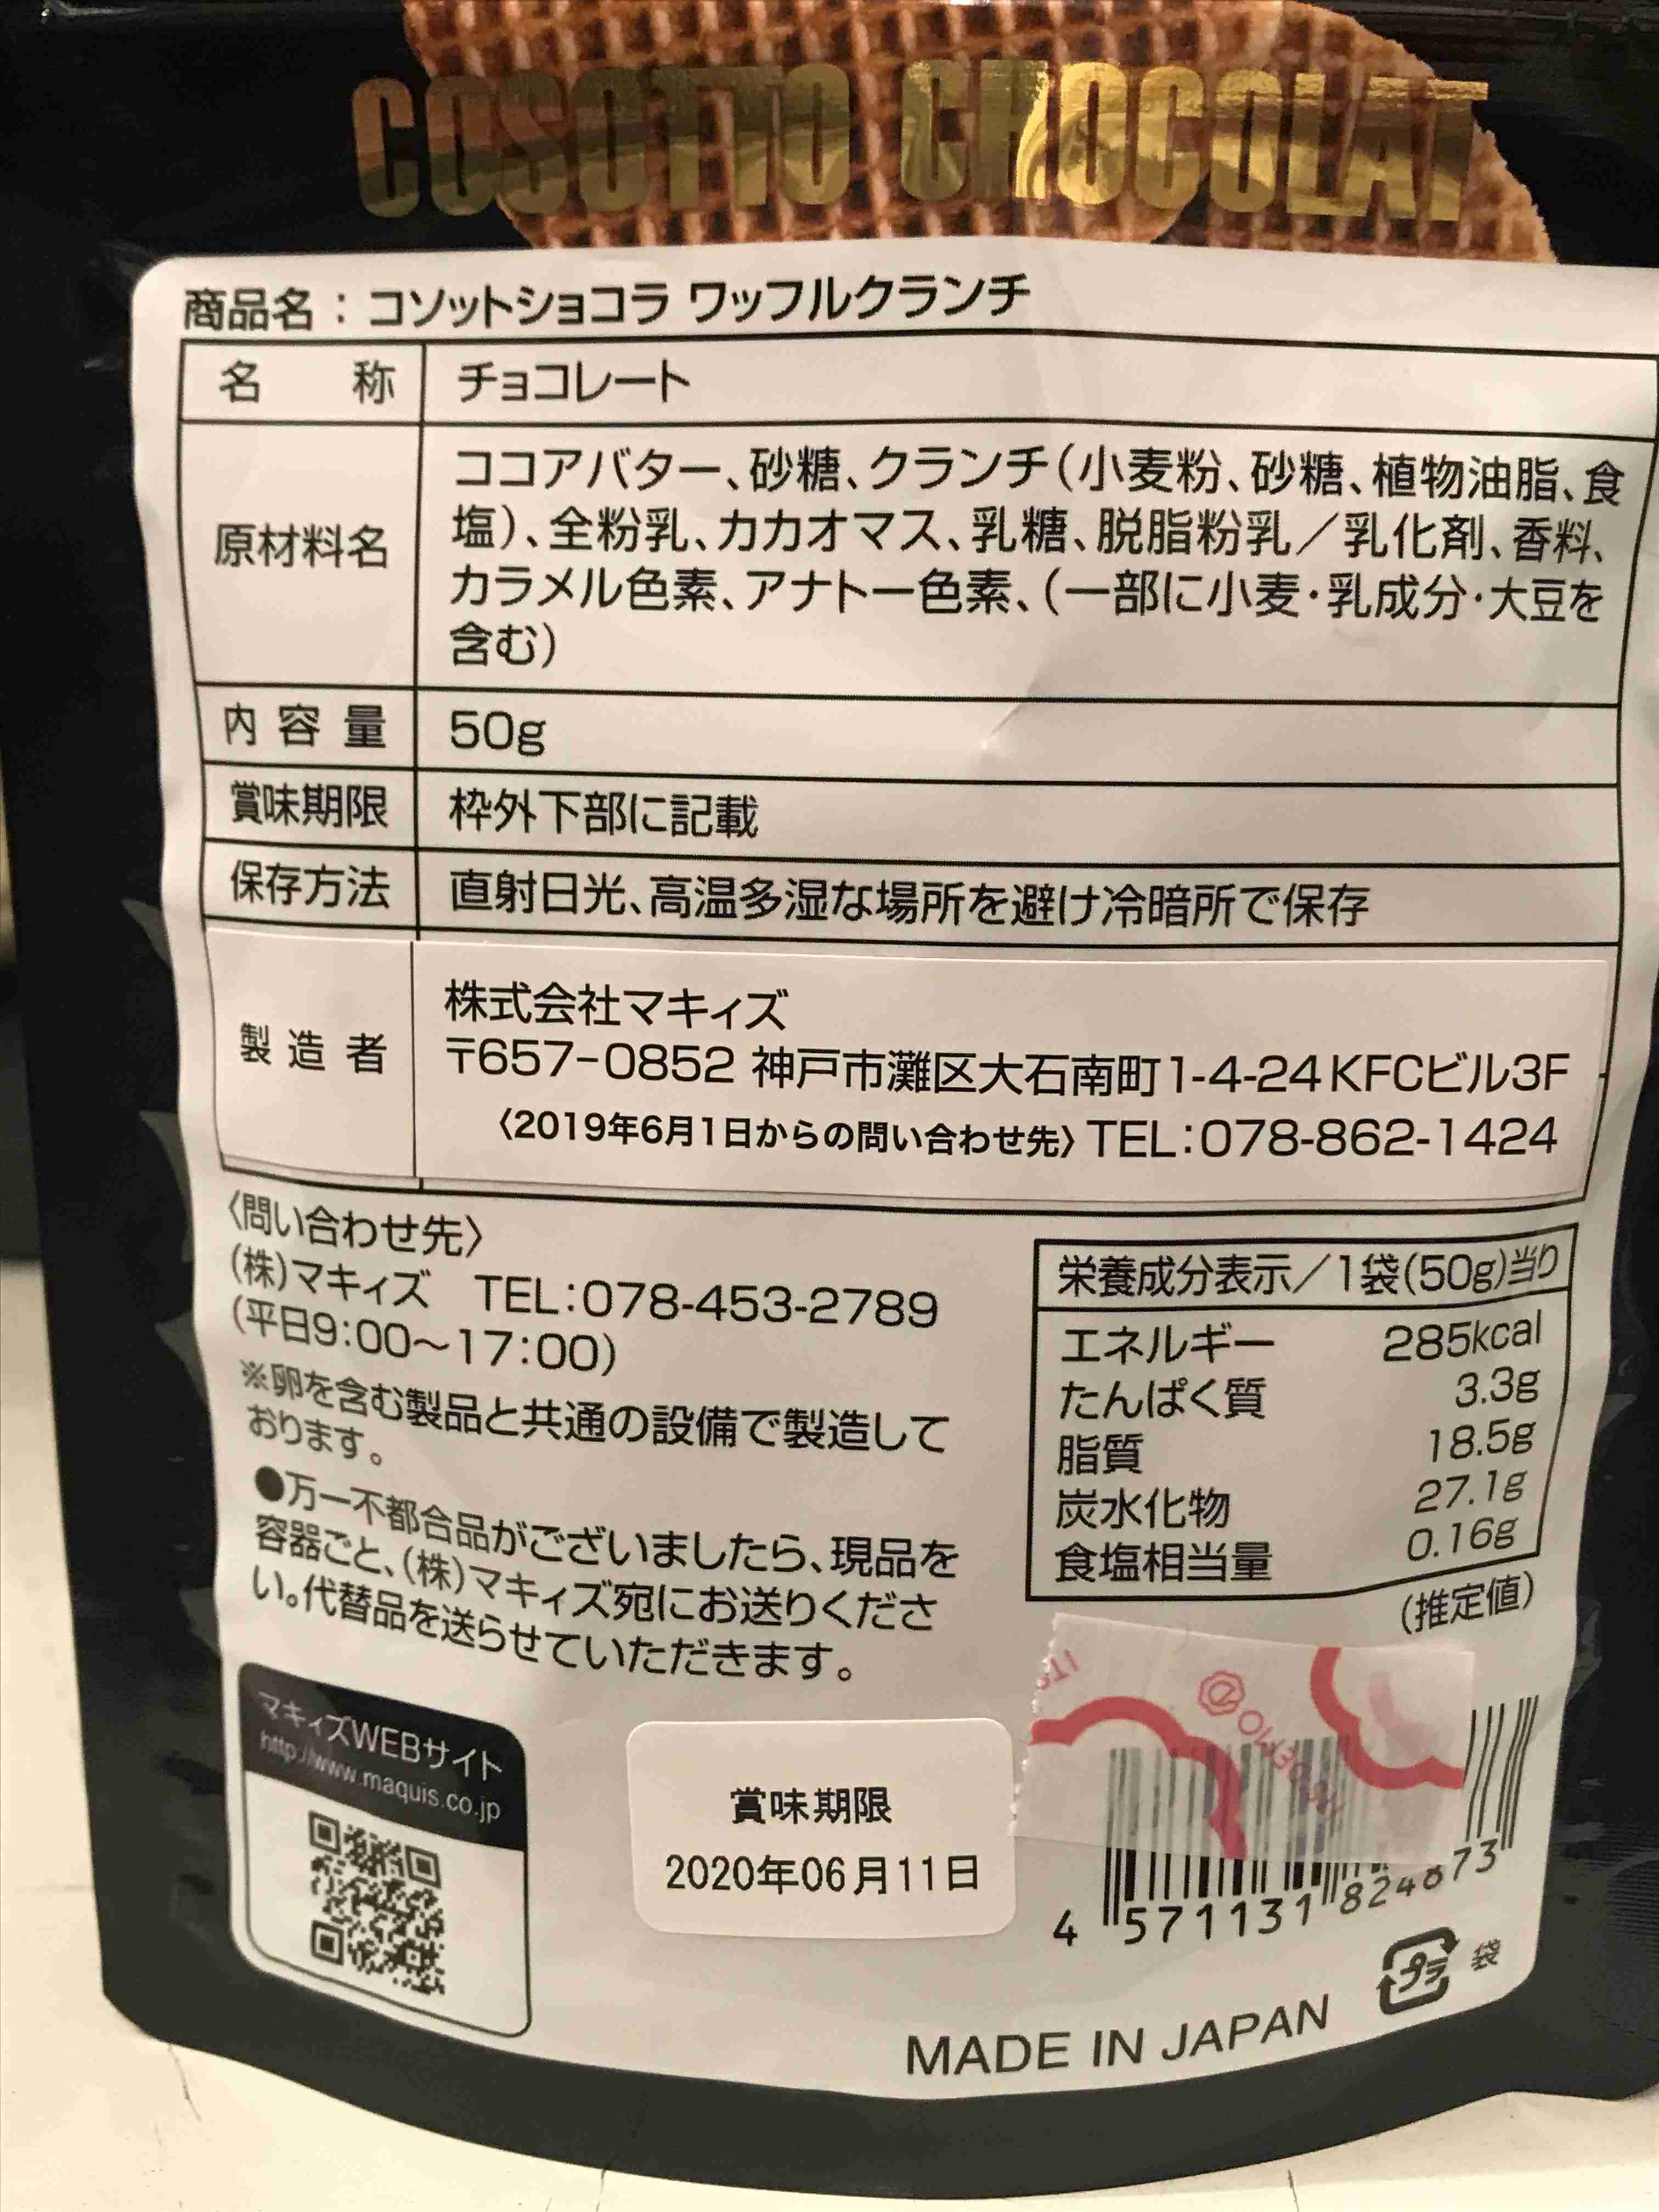 COSOTTO CHOCOLAT
商品名：コソットショコラ ワッフルクランチ
名 称 チョコレート
原材料名 ココアバター、砂糖、クランチ(小麦粉、砂糖、植物油脂、食
塩)、全粉乳、カカオマス、乳糖、脱脂粉乳／乳化剤、香料、
カラメル色素、アナトー色素、(一部に小麦・乳成分・大豆を
含む)
内容量 50g
賞味期限 枠外下部に記載
保存方法 直射日光、高温多湿な場所を避け冷暗所で保存
製造者 株式会社マキィズ
〒657-0852 神戸市灘区大石南町1-4-24 KFCビル3F
〈2019年6月1日からの問い合わせ先〉TEL:078-862-1424
〈問い合わせ先〉
(株)マキィズ TEL:078-453-2789
(平日9:00～17:00)
※卵を含む製品と共通の設備で製造して
おります。
●万一不都合品がございましたら、現品を
容器ごと、(株)マキィズ宛にお送りくださ
い。代替品を送らせていただきます。
栄養成分表示／1袋(50g)当り
エネルギー 285kcal
たんぱく質 3.3g
脂質 18.5g
炭水化物 27.1g
食塩相当量 0.16g
(推定値)
マキィズWEBサイト
http://www.maquis.co.jp
賞味期限
2020年06月11日
4 571131 824873
プラ 袋
MADE IN JAPAN